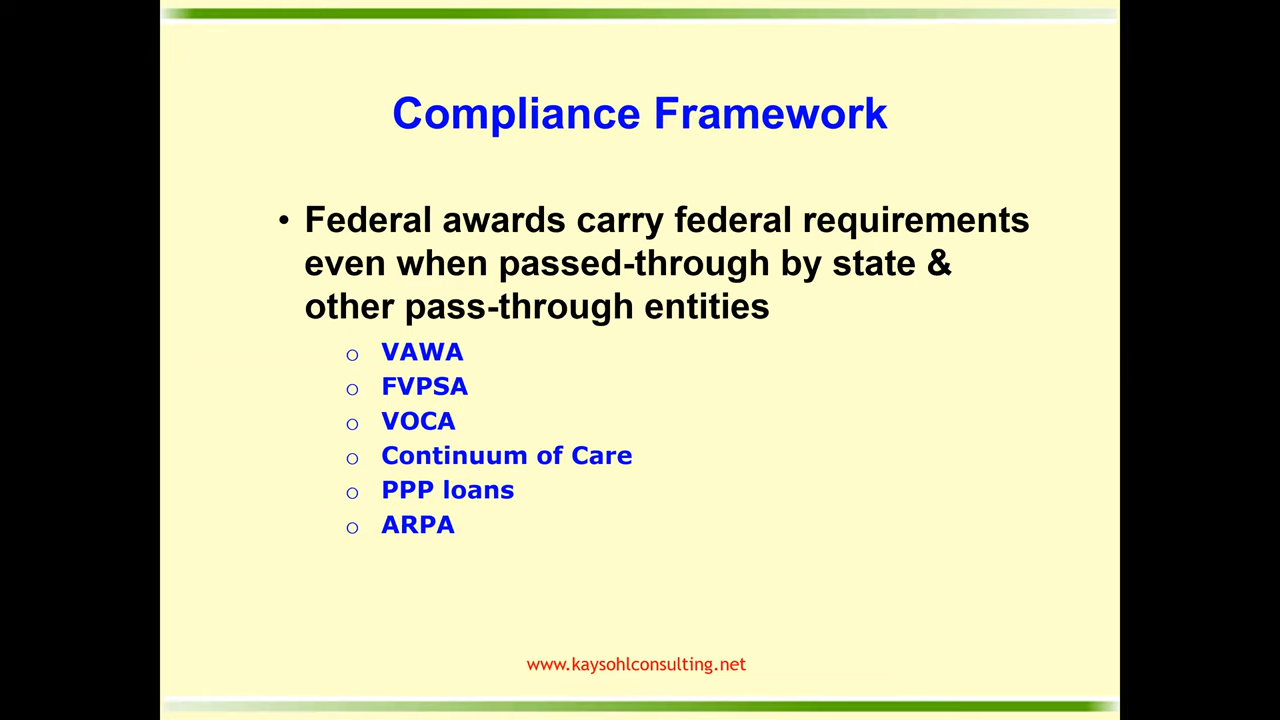 Compliance Framework
• Federal awards carry federal requirements
even when passed-through by state &
other pass-through entities
o VAWA
o FVPSA
o VOCA
o Continuum of Care
o PPP loans
o ARPA
www.kaysohlconsulting.net